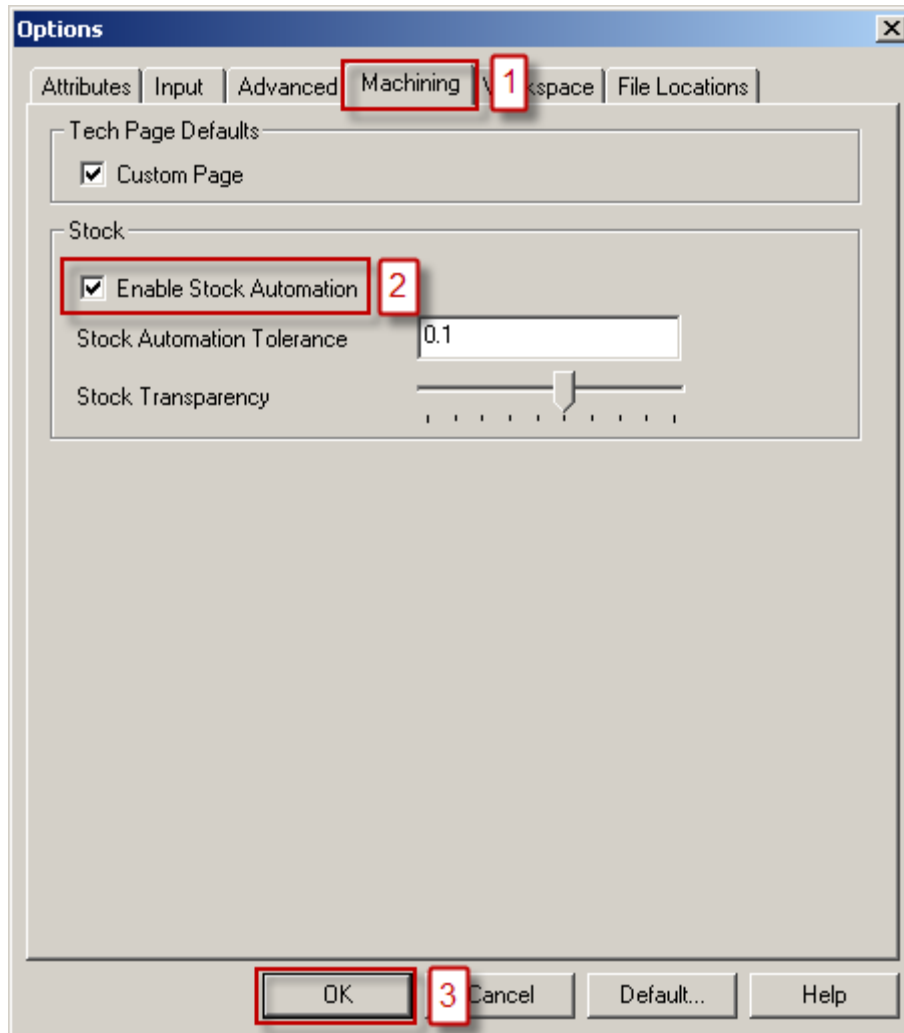 Options
Attributes Input Advanced Machining 1 kspace File Locations
Tech Page Defaults
Custom Page
Stock
Enable Stock Automation 2
Stock Automation Tolerance 0.1
Stock Transparency
OK 3 Cancel Default... Help